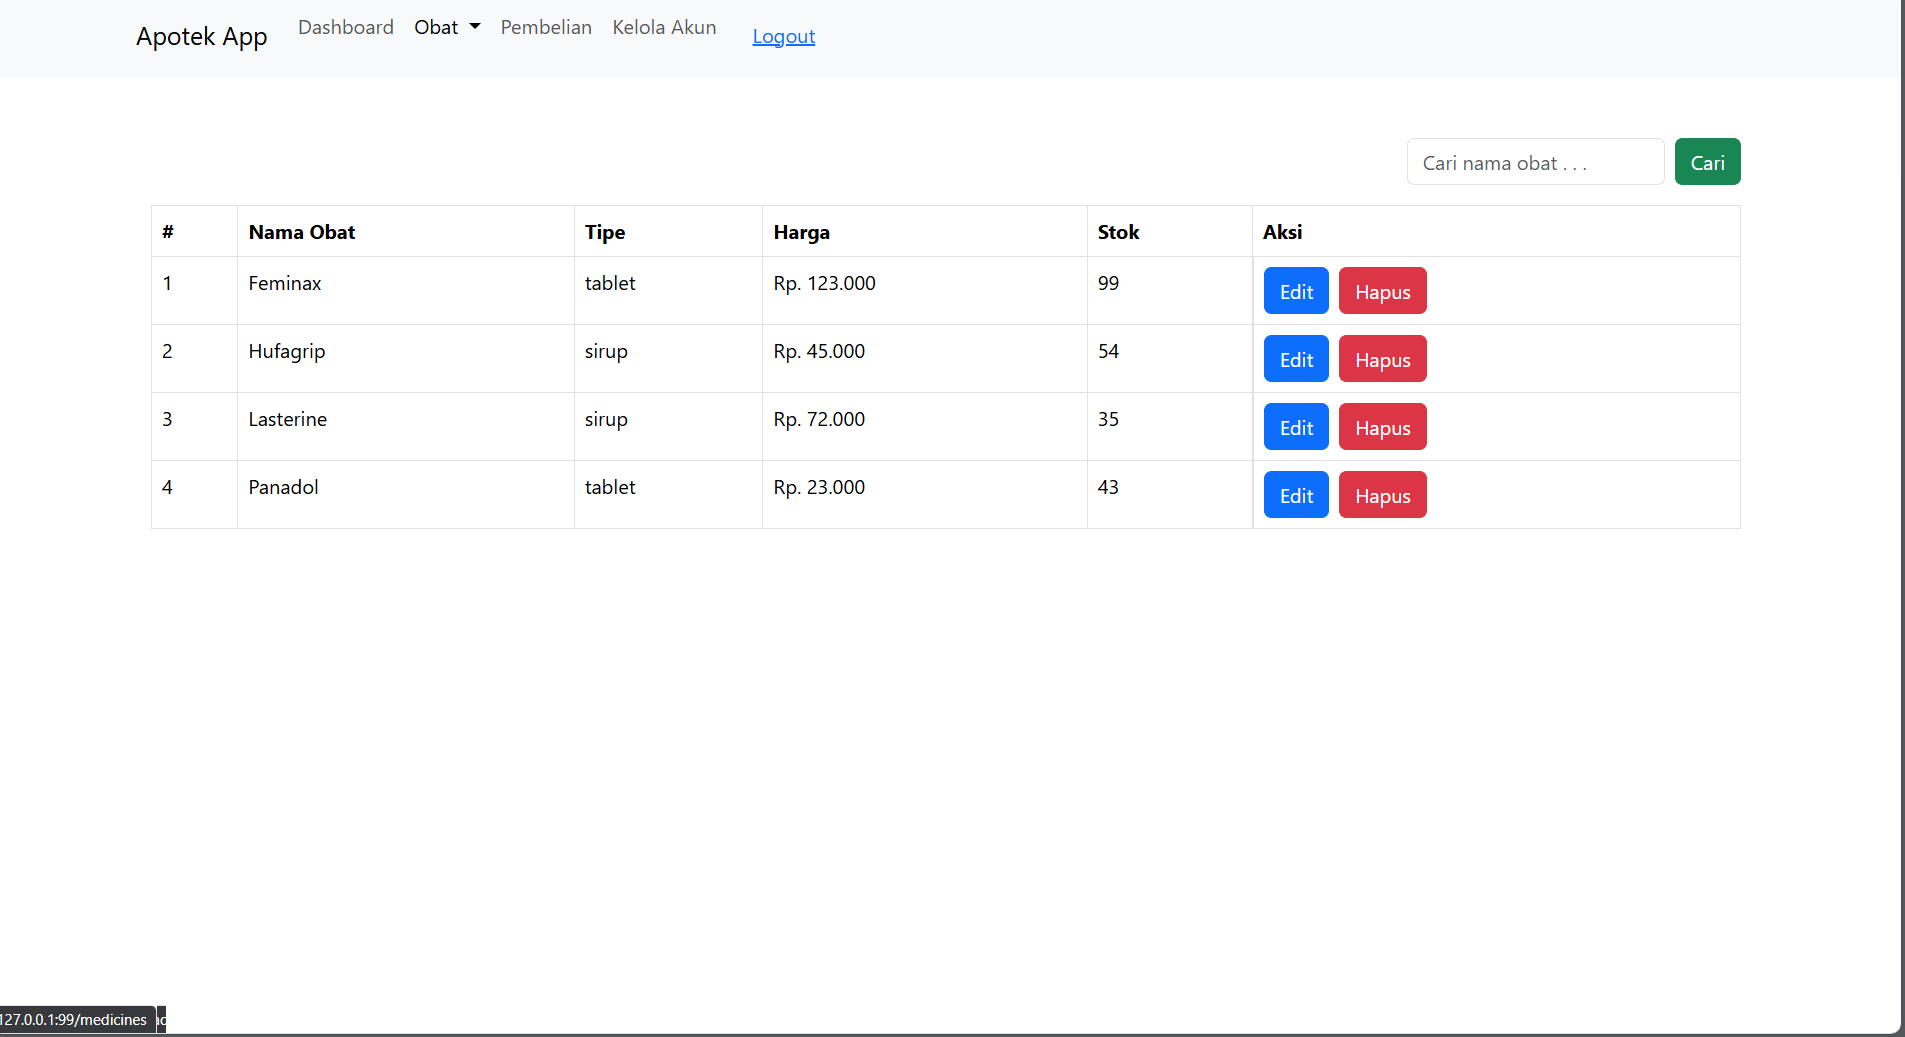 Apotek App Dashboard Obat Pembelian Kelola Akun Logout
Cari nama obat . . . Cari
# Nama Obat Tipe Harga Stok Aksi
1 Feminax tablet Rp. 123.000 99 Edit Hapus
2 Hufagrip sirup Rp. 45.000 54 Edit Hapus
3 Lasterine sirup Rp. 72.000 35 Edit Hapus
4 Panadol tablet Rp. 23.000 43 Edit Hapus
127.0.0.1:99/medicines